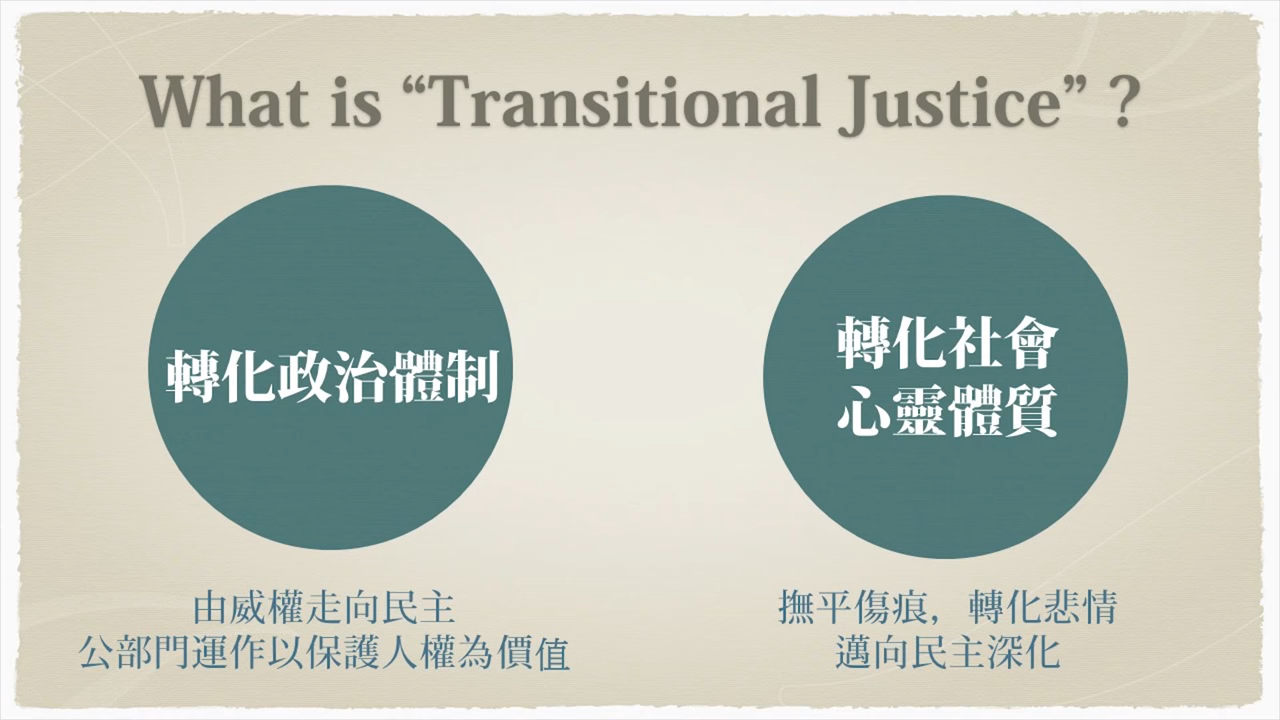 What is “Transitional Justice” ?
轉化政治體制
由威權走向民主
公部門運作以保護人權為價值
轉化社會
心靈體質
撫平傷痕，轉化悲情
邁向民主深化